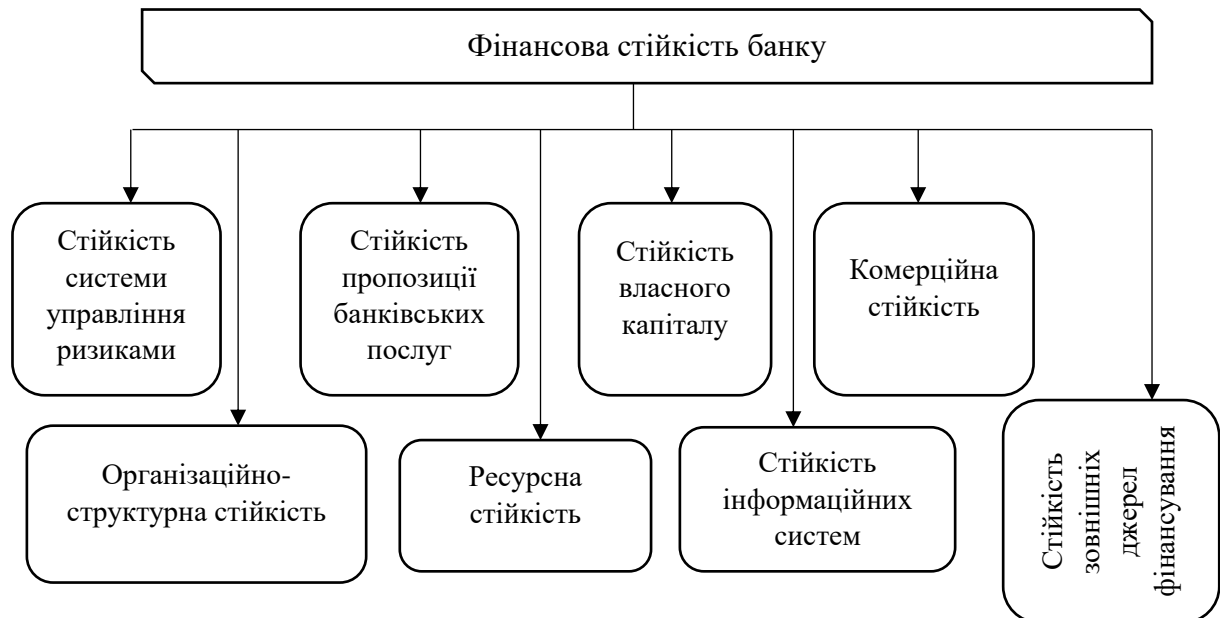 Фінансова стійкість банку
Стійкість
системи
управління
ризиками
Стійкість
пропозиції
банківських
послуг
Стійкість
власного
капіталу
Комерційна
стійкість
Організаційно-
структурна стійкість
Ресурсна
стійкість
Стійкість
інформаційних
систем
Стійкість
зовнішніх
джерел
фінансування